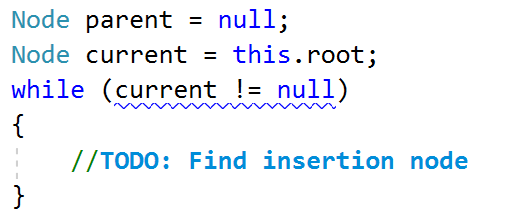 Node parent = null;
Node current = this.root;
while (current != null)
{
    //TODO: Find insertion node
}